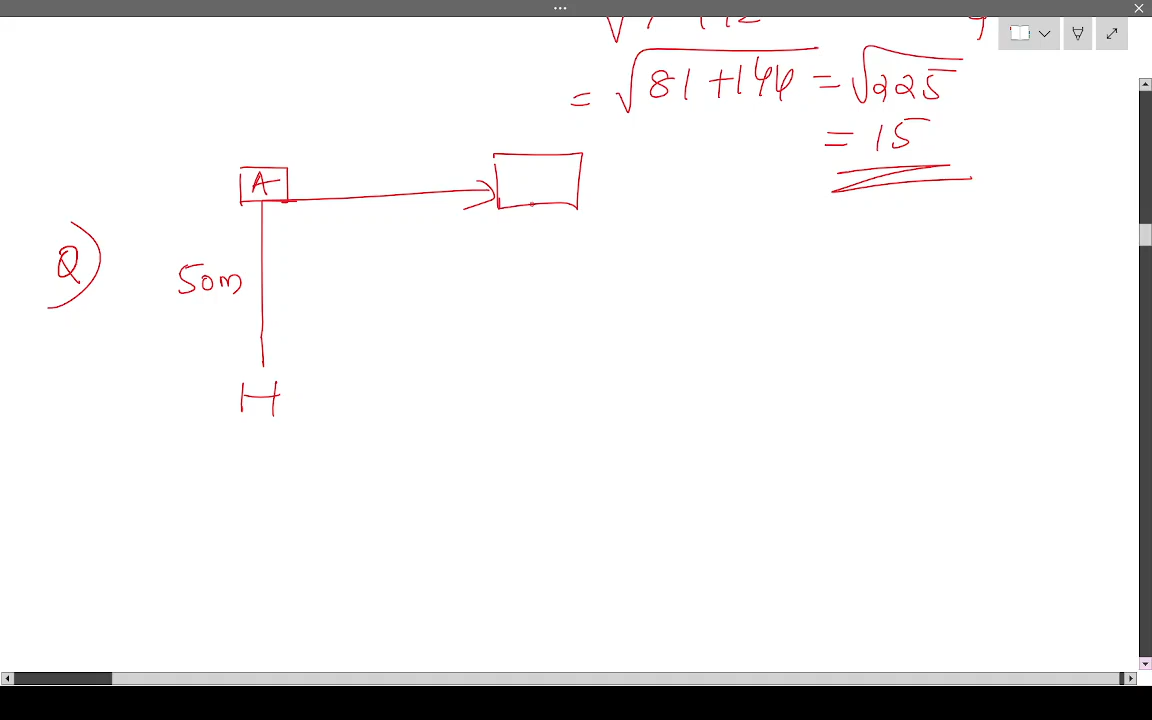 = √81 + 144 = √225
= 15
A
Q)
50m
H